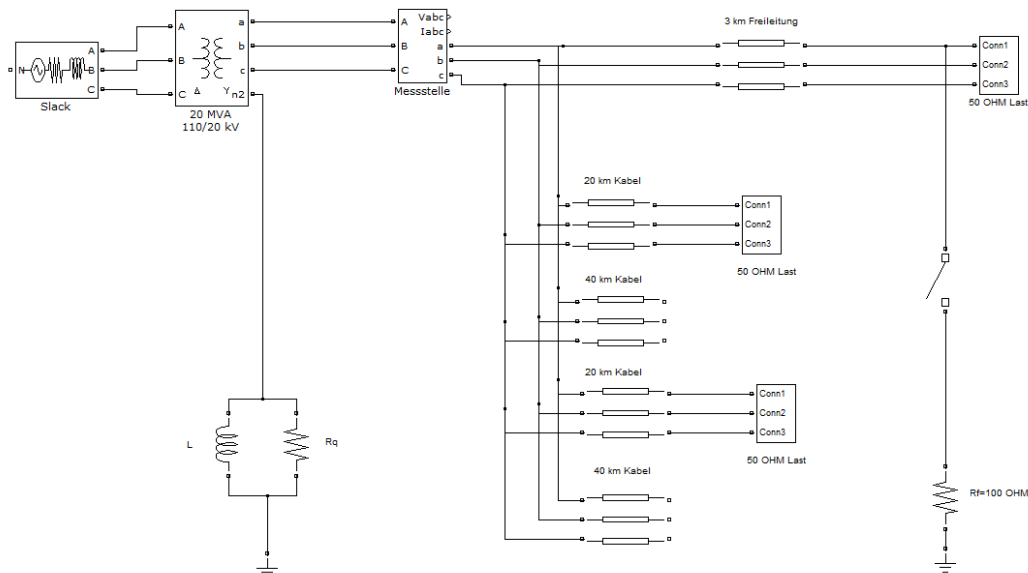 N
A
B
C
Slack
A
B
C
a
b
c
Δ
Y
n2
20 MVA
110/20 kV
A
B
C
Vabc
Iabc
a
b
c
Messstelle
3 km Freileitung
Conn1
Conn2
Conn3
50 OHM Last
20 km Kabel
Conn1
Conn2
Conn3
50 OHM Last
40 km Kabel
20 km Kabel
Conn1
Conn2
Conn3
50 OHM Last
40 km Kabel
L
Rq
Rf=100 OHM